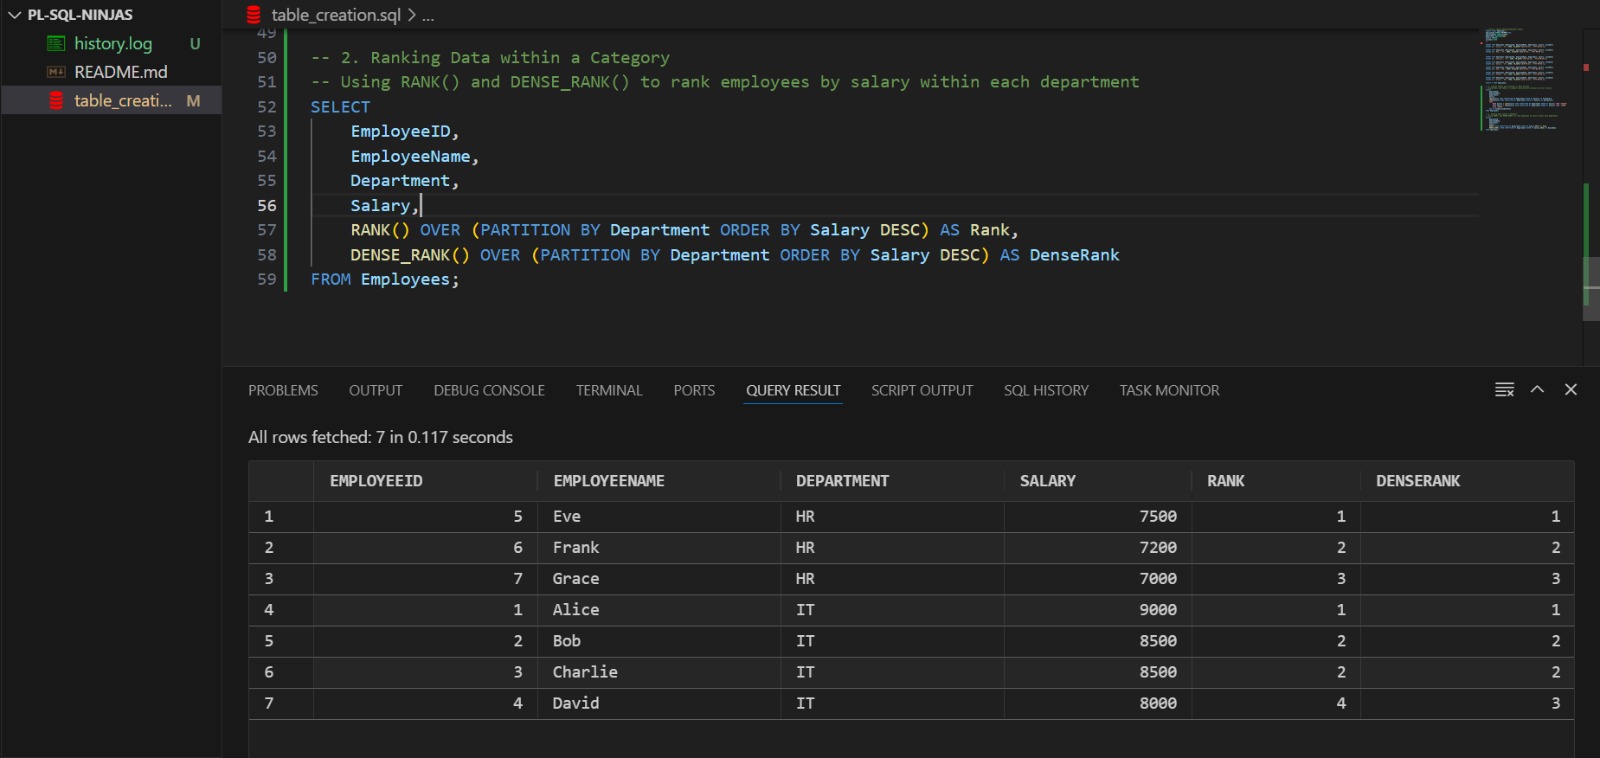 PL-SQL-NINJAS
history.log U
README.md
table_creati... M
table_creation.sql > ...
49
50 -- 2. Ranking Data within a Category
51 -- Using RANK() and DENSE_RANK() to rank employees by salary within each department
52 SELECT
53 EmployeeID,
54 EmployeeName,
55 Department,
56 Salary,
57 RANK() OVER (PARTITION BY Department ORDER BY Salary DESC) AS Rank,
58 DENSE_RANK() OVER (PARTITION BY Department ORDER BY Salary DESC) AS DenseRank
59 FROM Employees;
PROBLEMS OUTPUT DEBUG CONSOLE TERMINAL PORTS QUERY RESULT SCRIPT OUTPUT SQL HISTORY TASK MONITOR
All rows fetched: 7 in 0.117 seconds
EMPLOYEEID EMPLOYEENAME DEPARTMENT SALARY RANK DENSERANK
1 5 Eve HR 7500 1 1
2 6 Frank HR 7200 2 2
3 7 Grace HR 7000 3 3
4 1 Alice IT 9000 1 1
5 2 Bob IT 8500 2 2
6 3 Charlie IT 8500 2 2
7 4 David IT 8000 4 3